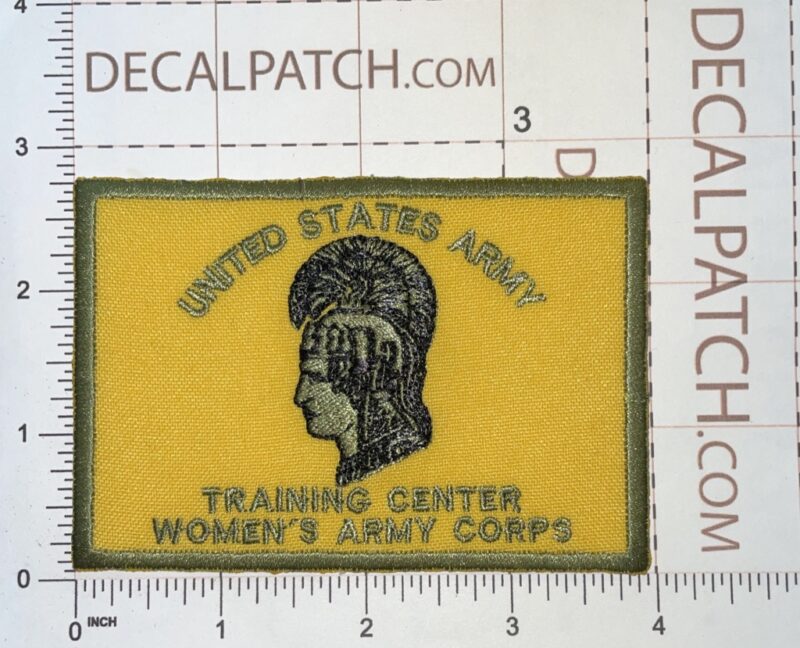 4
DECALPATCH.COM
3
3
D
DECALPATCH.COM
UNITED STATES ARMY
2
1
TRAINING CENTER
WOMEN'S ARMY CORPS
0
0 INCH 1 2 3 4